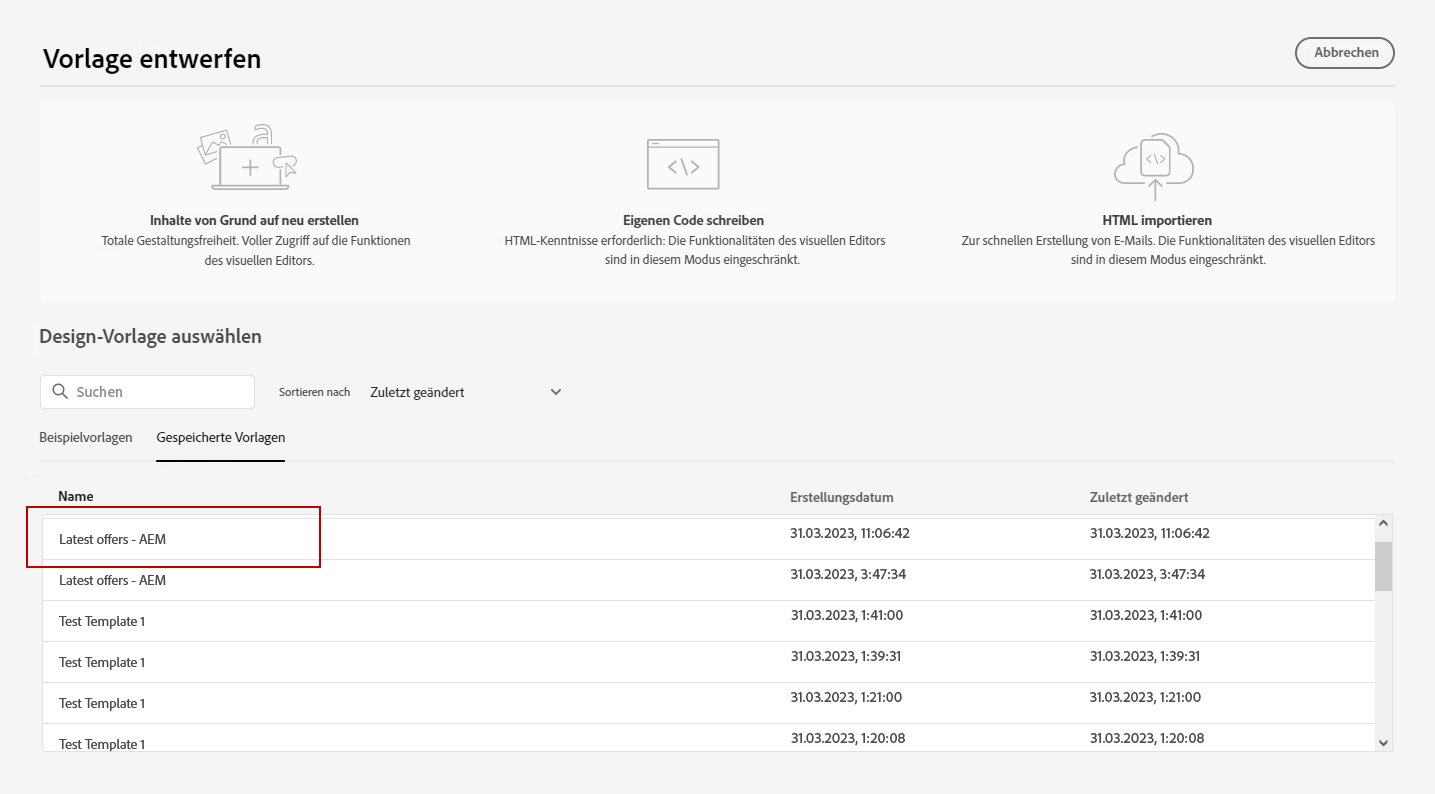 Vorlage entwerfen
Abbrechen
Inhalte von Grund auf neu erstellen
Totale Gestaltungsfreiheit. Voller Zugriff auf die Funktionen
des visuellen Editors.
Eigenen Code schreiben
HTML-Kenntnisse erforderlich: Die Funktionalitäten des visuellen Editors
sind in diesem Modus eingeschränkt.
HTML importieren
Zur schnellen Erstellung von E-Mails. Die Funktionalitäten des visuellen Editors
sind in diesem Modus eingeschränkt.
Design-Vorlage auswählen
Suchen
Sortieren nach Zuletzt geändert
Beispielvorlagen Gespeicherte Vorlagen
Name Erstellungsdatum Zuletzt geändert
Latest offers - AEM 31.03.2023, 11:06:42 31.03.2023, 11:06:42
Latest offers - AEM 31.03.2023, 3:47:34 31.03.2023, 3:47:34
Test Template 1 31.03.2023, 1:41:00 31.03.2023, 1:41:00
Test Template 1 31.03.2023, 1:39:31 31.03.2023, 1:39:31
Test Template 1 31.03.2023, 1:21:00 31.03.2023, 1:21:00
Test Template 1 31.03.2023, 1:20:08 31.03.2023, 1:20:08